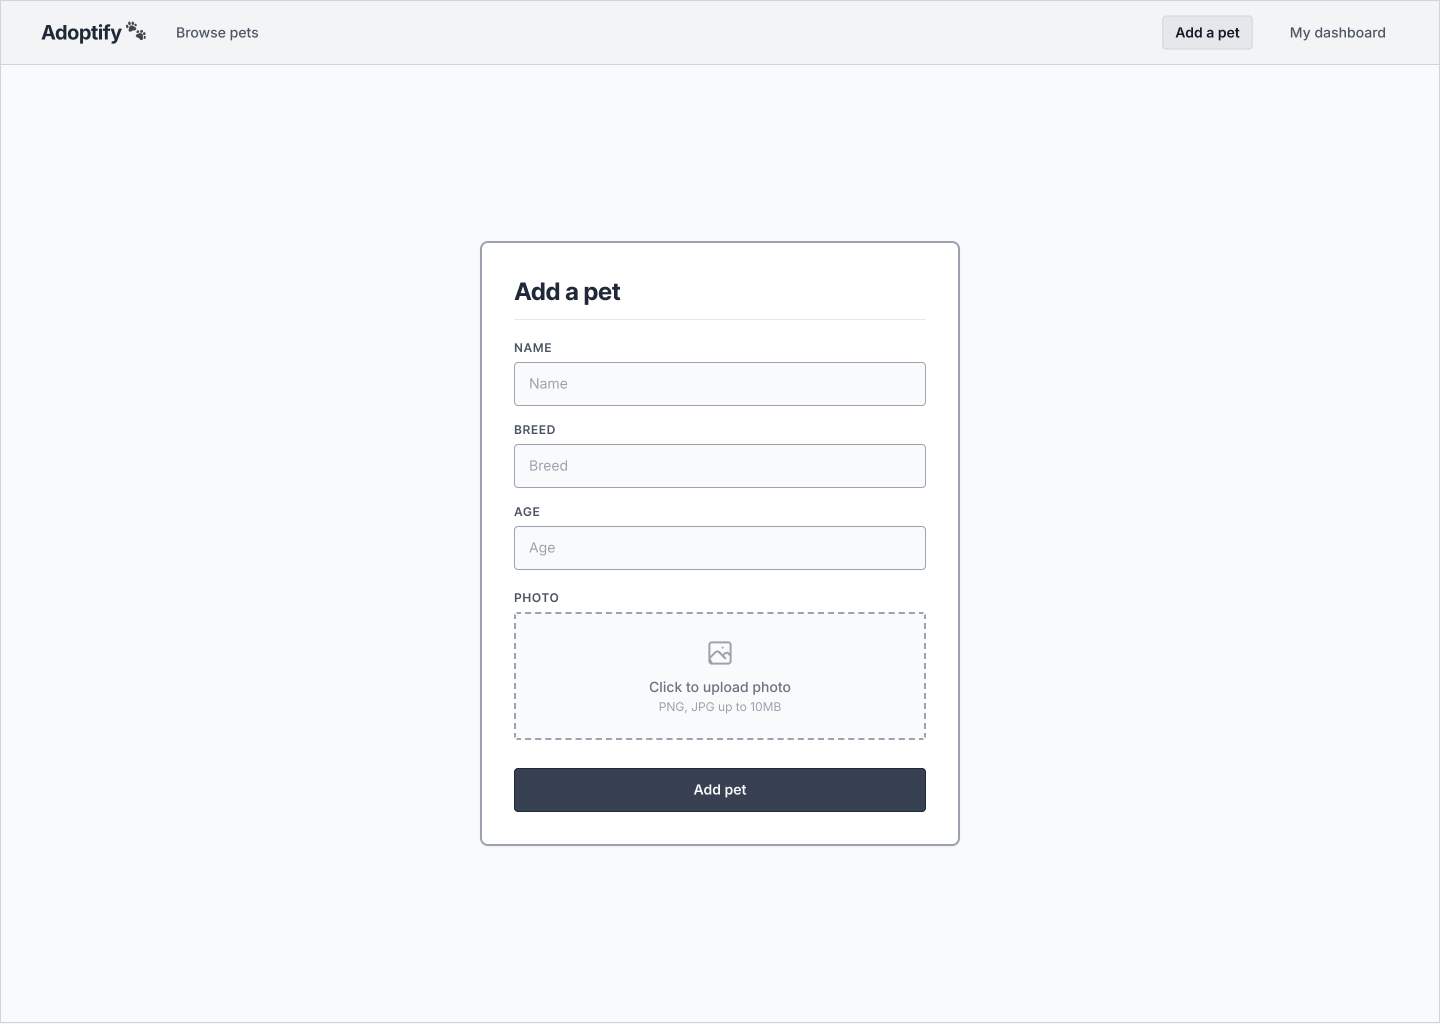 Adoptify
Browse pets
Add a pet
My dashboard
Add a pet
NAME
Name
BREED
Breed
AGE
Age
PHOTO
Click to upload photo
PNG, JPG up to 10MB
Add pet